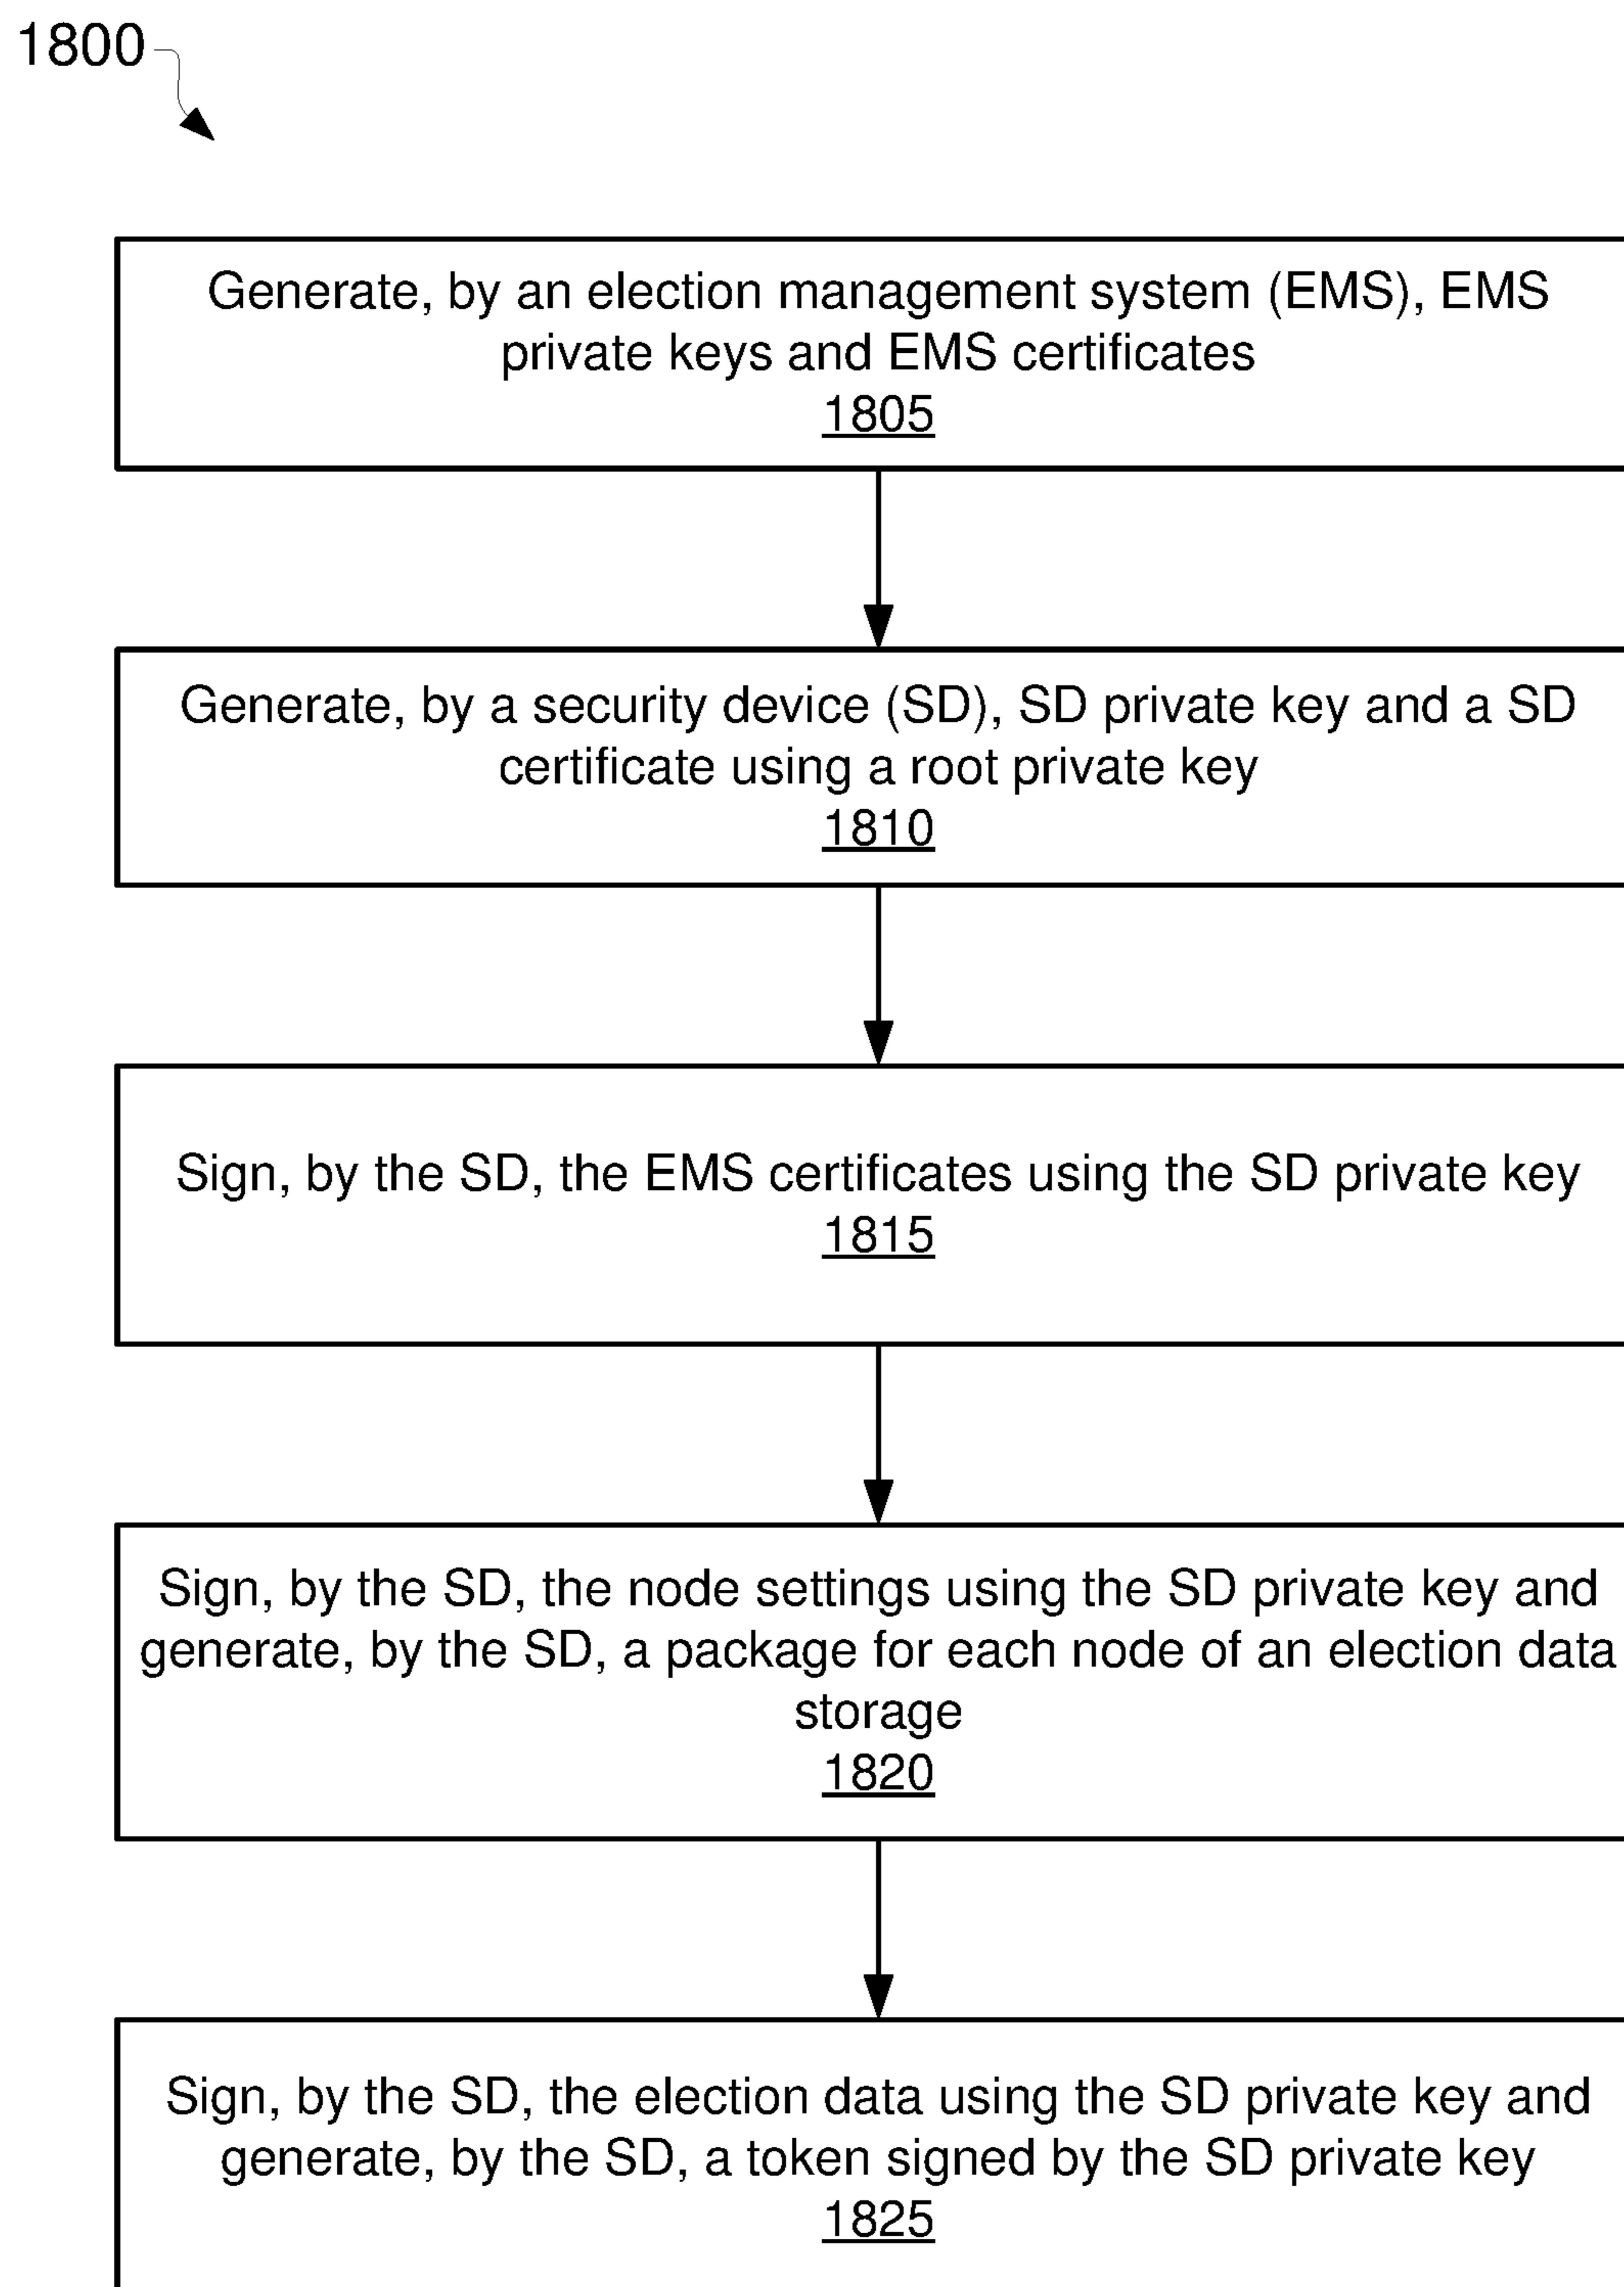 1800
Generate, by an election management system (EMS), EMS
private keys and EMS certificates
1805
Generate, by a security device (SD), SD private key and a SD
certificate using a root private key
1810
Sign, by the SD, the EMS certificates using the SD private key
1815
Sign, by the SD, the node settings using the SD private key and
generate, by the SD, a package for each node of an election data
storage
1820
Sign, by the SD, the election data using the SD private key and
generate, by the SD, a token signed by the SD private key
1825